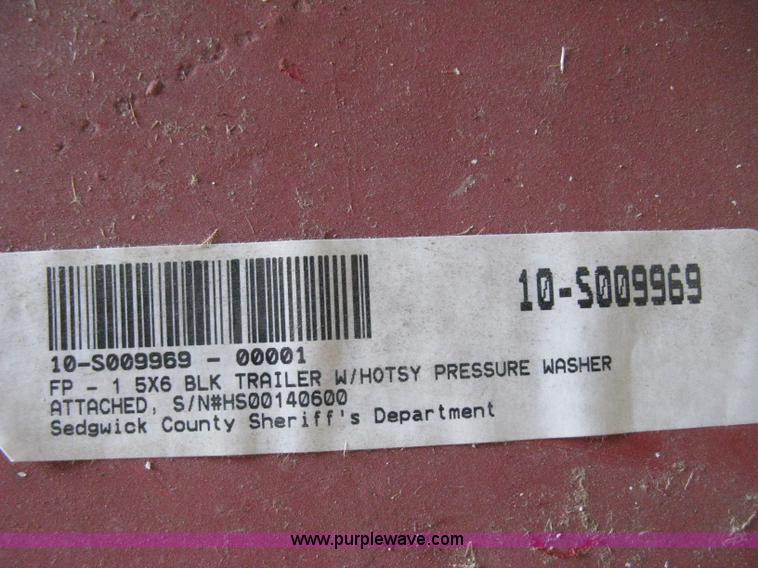 10-S009969
10-S009969 - 00001
FP - 1 5X6 BLK TRAILER W/HOTSY PRESSURE WASHER
ATTACHED, S/N#HS00140600
Sedgwick County Sheriff's Department
www.purplewave.com